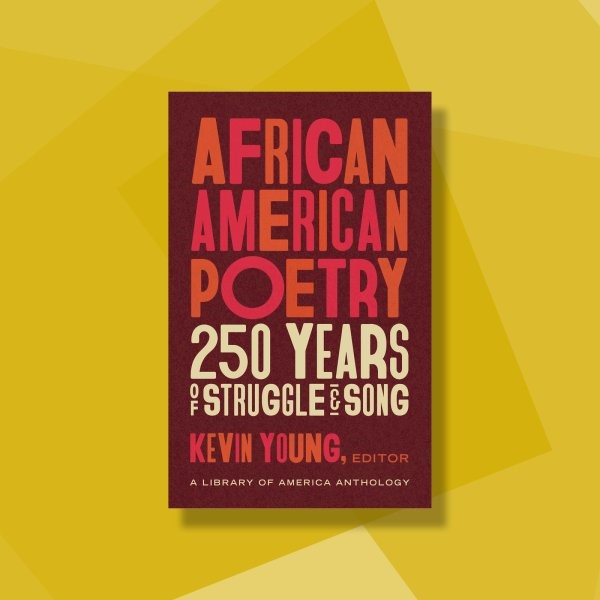 AFRICAN
AMERICAN
POETRY
250 YEARS
OF STRUGGLE & SONG
KEVIN YOUNG, EDITOR
A LIBRARY OF AMERICA ANTHOLOGY